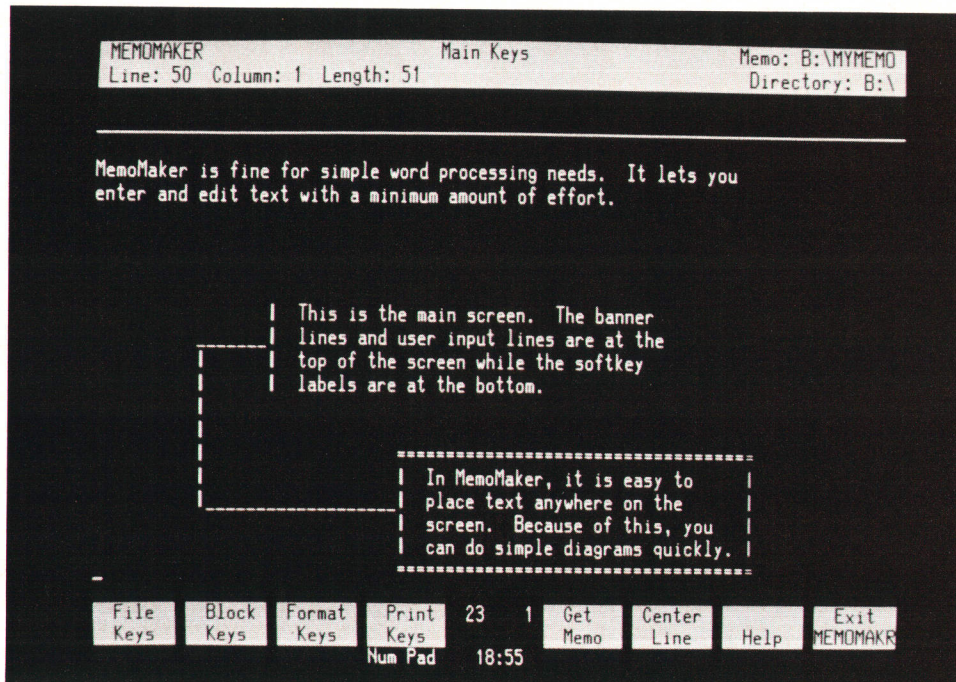 MEMOMAKER Main Keys Memo: B:\MYMEMO
Line: 50 Column: 1 Length: 51 Directory: B:\
MemoMaker is fine for simple word processing needs. It lets you
enter and edit text with a minimum amount of effort.
This is the main screen. The banner
lines and user input lines are at the
top of the screen while the softkey
labels are at the bottom.
In MemoMaker, it is easy to
place text anywhere on the
screen. Because of this, you
can do simple diagrams quickly.
File Block Format Print 23 1 Get Center Exit
Keys Keys Keys Keys Memo Line Help MEMOMAKR
Num Pad 18:55